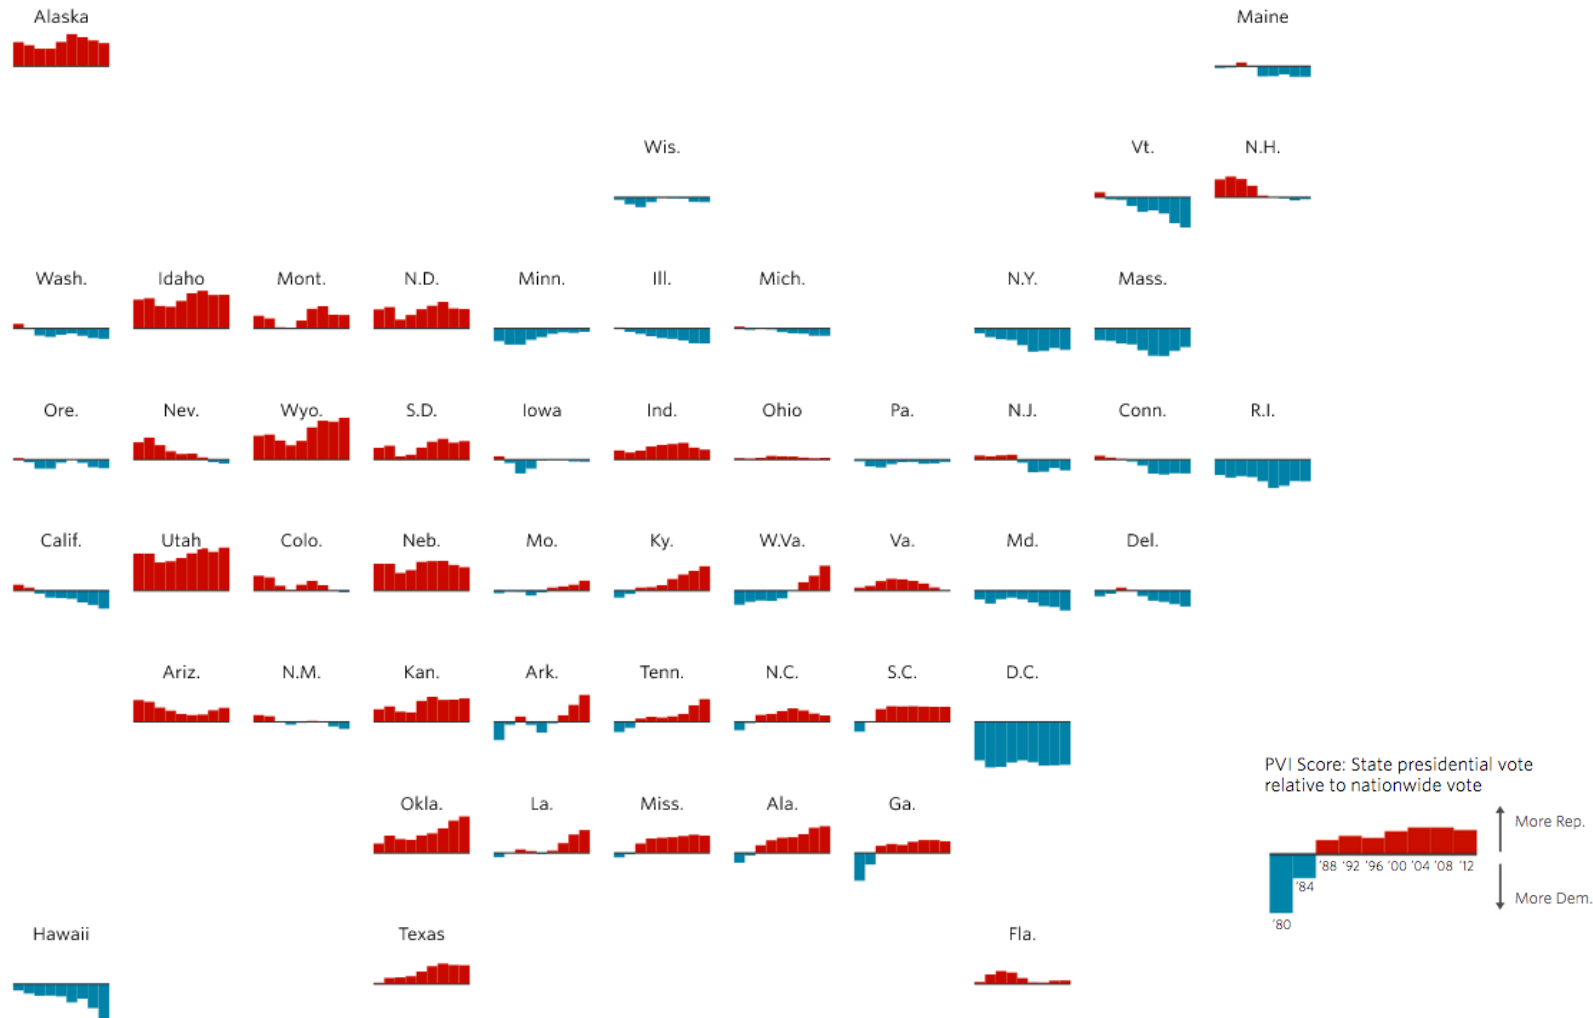 Alaska
Maine
Wis.
Vt.
N.H.
Wash.
Idaho
Mont.
N.D.
Minn.
Ill.
Mich.
N.Y.
Mass.
Ore.
Nev.
Wyo.
S.D.
Iowa
Ind.
Ohio
Pa.
N.J.
Conn.
R.I.
Calif.
Utah
Colo.
Neb.
Mo.
Ky.
W.Va.
Va.
Md.
Del.
Ariz.
N.M.
Kan.
Ark.
Tenn.
N.C.
S.C.
D.C.
Okla.
La.
Miss.
Ala.
Ga.
Hawaii
Texas
Fla.
PVI Score: State presidential vote
relative to nationwide vote
More Rep.
'88 '92 '96 '00 '04 '08 '12
'84
More Dem.
'80